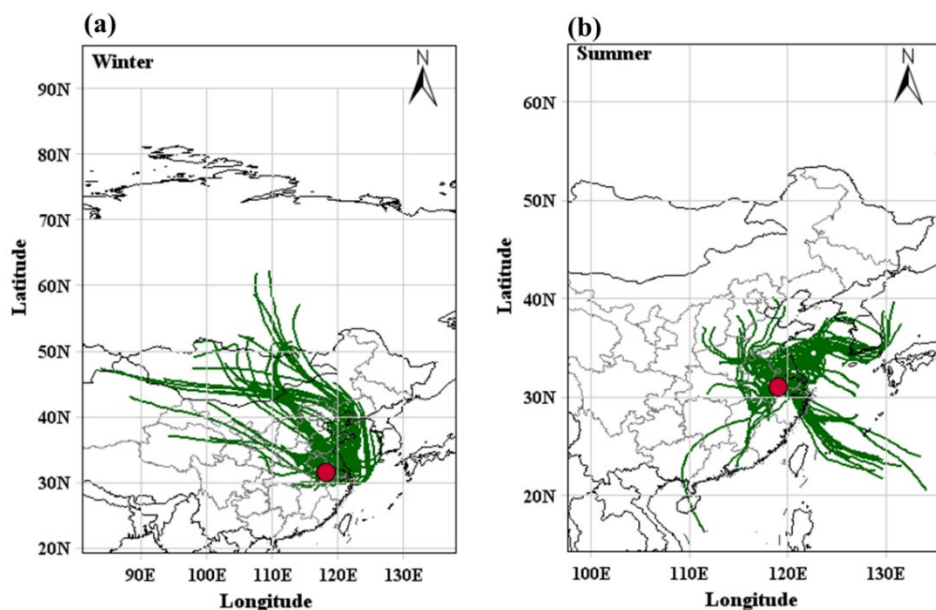 (a)
Winter
N
90N
80N
70N
60N
50N
40N
30N
20N
Latitude
90E 100E 110E 120E 130E
Longitude
(b)
Summer
N
60N
50N
40N
30N
20N
Latitude
100E 110E 120E 130E
Longitude